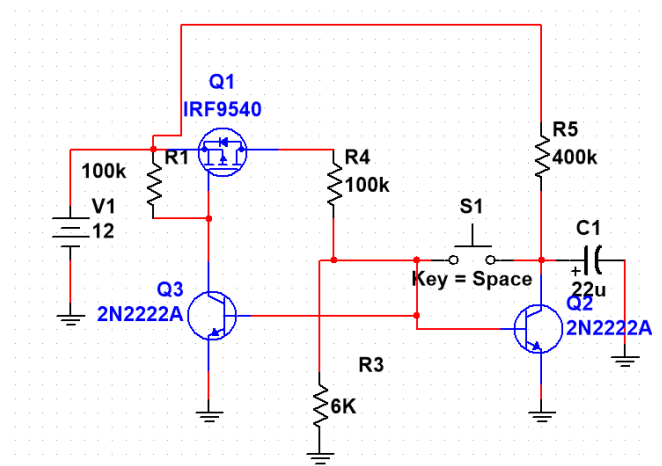 Q1
IRF9540
R5
400k
100k
R1
R4
100k
V1
12
S1
Key = Space
C1
+
22u
Q3
2N2222A
Q2
2N2222A
R3
6K